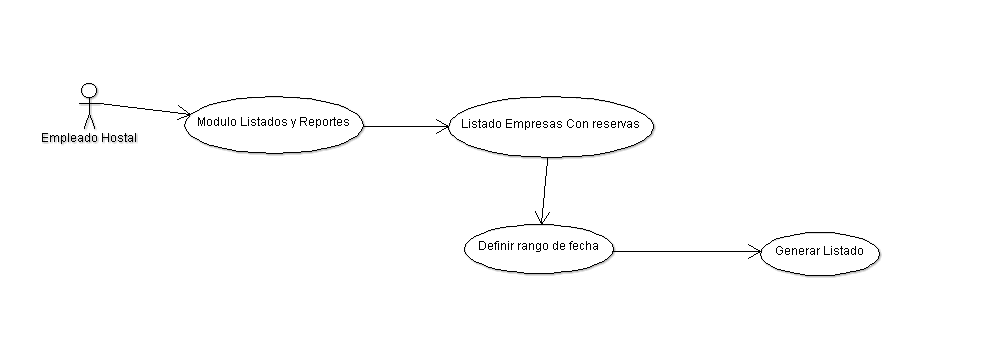 Empleado Hostal
Modulo Listados y Reportes
Listado Empresas Con reservas
Definir rango de fecha
Generar Listado